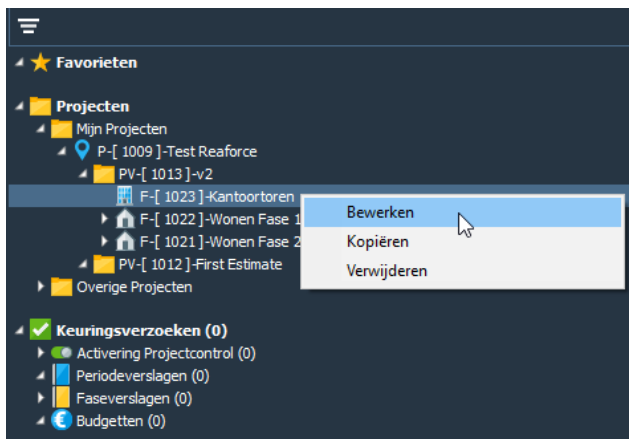 Favorieten
Projecten
Mijn Projecten
P-[ 1009 ]-Test Reaforce
PV-[ 1013 ]-v2
F-[ 1023 ]-Kantoortoren
Bewerken
F-[ 1022 ]-Wonen Fase 1
Kopiëren
F-[ 1021 ]-Wonen Fase 2
PV-[ 1012 ]-First Estimate
Verwijderen
Overige Projecten
Keuringsverzoeken (0)
Activering Projectcontrol (0)
Periodeverslagen (0)
Faseverslagen (0)
Budgetten (0)